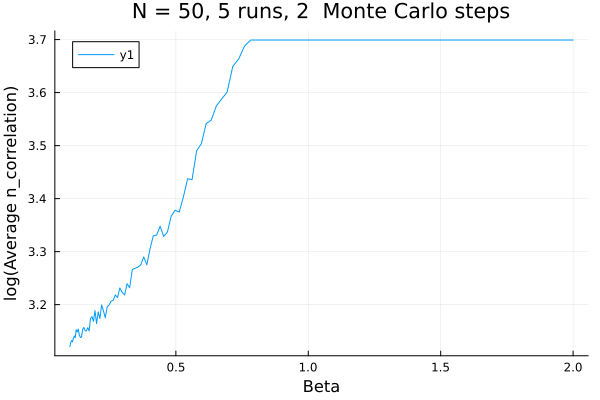 N = 50, 5 runs, 2  Monte Carlo steps
y1
log(Average n_correlation)
3.7
3.6
3.5
3.4
3.3
3.2
0.5
1.0
1.5
2.0
Beta